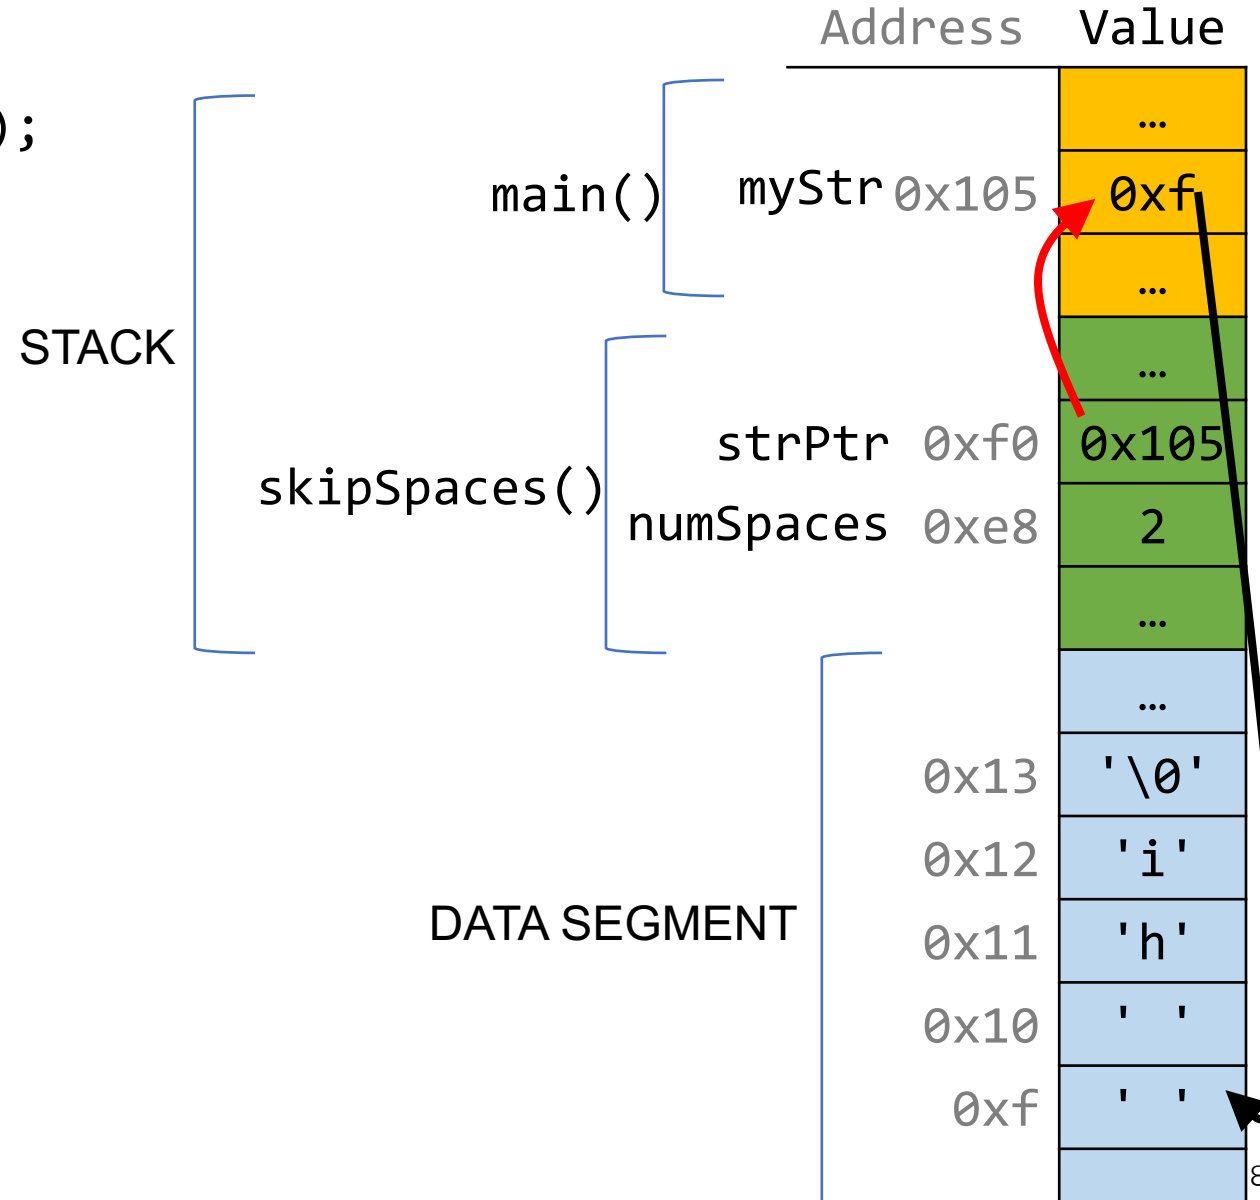 Address Value
…
);
main() myStr 0x105 0xf
…
STACK
…
strPtr 0xf0 0x105
skipSpaces()
numSpaces 0xe8 2
…
…
0x13 '\0'
0x12 'i'
DATA SEGMENT
0x11 'h'
0x10 ' '
0xf ' '